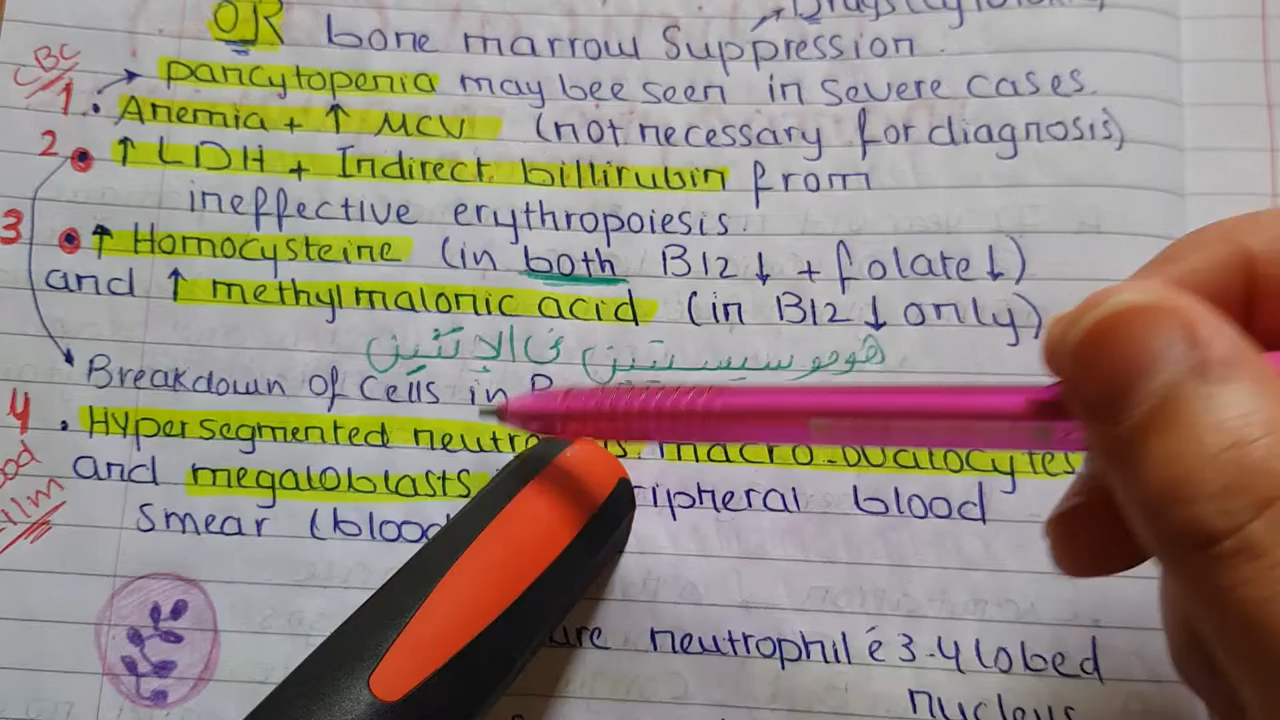 OR bone marrow Suppression.
CBC → pancytopenia may bee seen in severe cases.
1. Anemia + ↑ MCV (not necessary for diagnosis)
2 ↑ LDH + Indirect billirubin from
ineffective erythropoiesis.
3 ↑ Homocysteine (in both B12↓ + folate↓)
and ↑ methylmalonic acid (in B12 ↓ only)
هوموسيستين في الاتنين
Breakdown of Cells in
4. Hypersegmented macro-ovalocytes
and megaloblasts blood
Smear
neutrophil é 3-4 lobed
nucleus